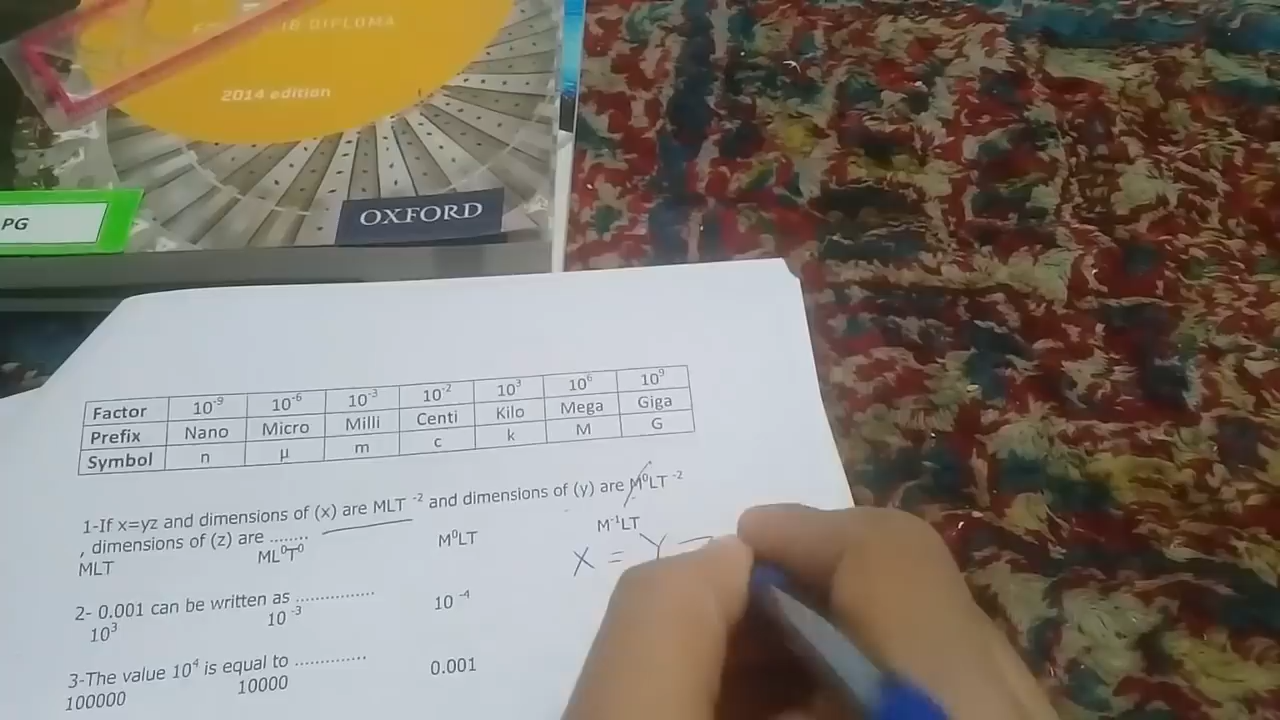 IB DIPLOMA
2014 edition
OXFORD
PG
Factor 10⁻⁹ 10⁻⁶ 10⁻³ 10⁻² 10³ 10⁶ 10⁹
Prefix Nano Micro Milli Centi Kilo Mega Giga
Symbol n μ m c k M G
1-If x=yz and dimensions of (x) are MLT ⁻² and dimensions of (y) are M⁰LT ⁻²
, dimensions of (z) are ........
MLT ML⁰T⁰ M⁰LT M⁻¹LT
X = Y
2- 0.001 can be written as ...............
10³ 10 ⁻³ 10 ⁻⁴
3-The value 10⁴ is equal to ..............
100000 10000 0.001